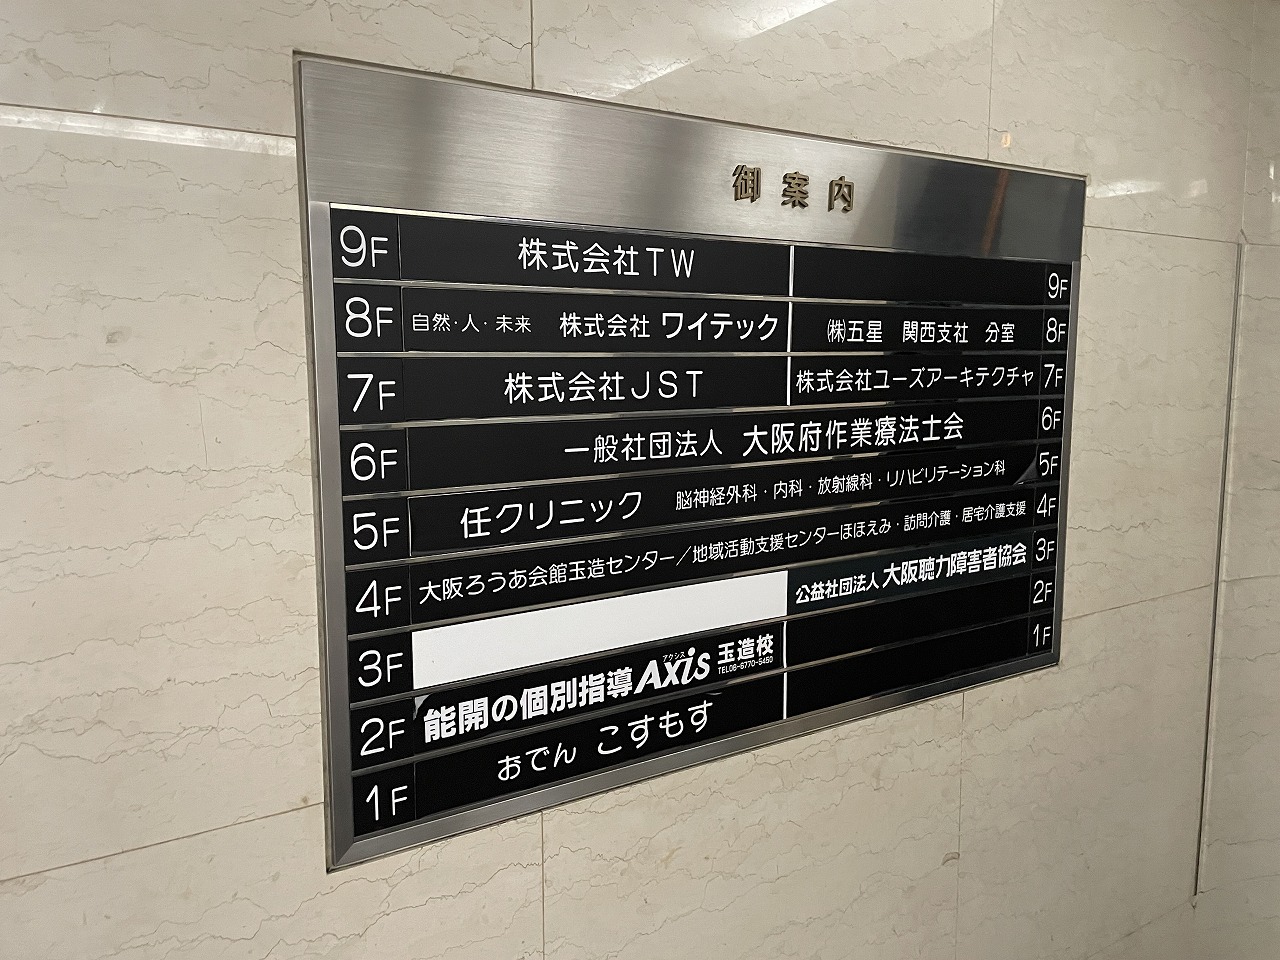 御案内
9F 株式会社TW 9F
8F 自然・人・未来 株式会社 ワイテック ㈱五星 関西支社 分室 8F
7F 株式会社JST 株式会社ユーズアーキテクチャ 7F
6F 一般社団法人 大阪府作業療法士会 6F
5F 任クリニック 脳神経外科・内科・放射線科・リハビリテーション科 5F
4F 大阪ろうあ会館玉造センター／地域活動支援センターほほえみ・訪問介護・居宅介護支援 4F
3F 公益社団法人 大阪聴力障害者協会 3F
アクシス
2F 能開の個別指導 Axis 玉造校 2F
TEL06-6770-5450
1F おでん こすもす 1F